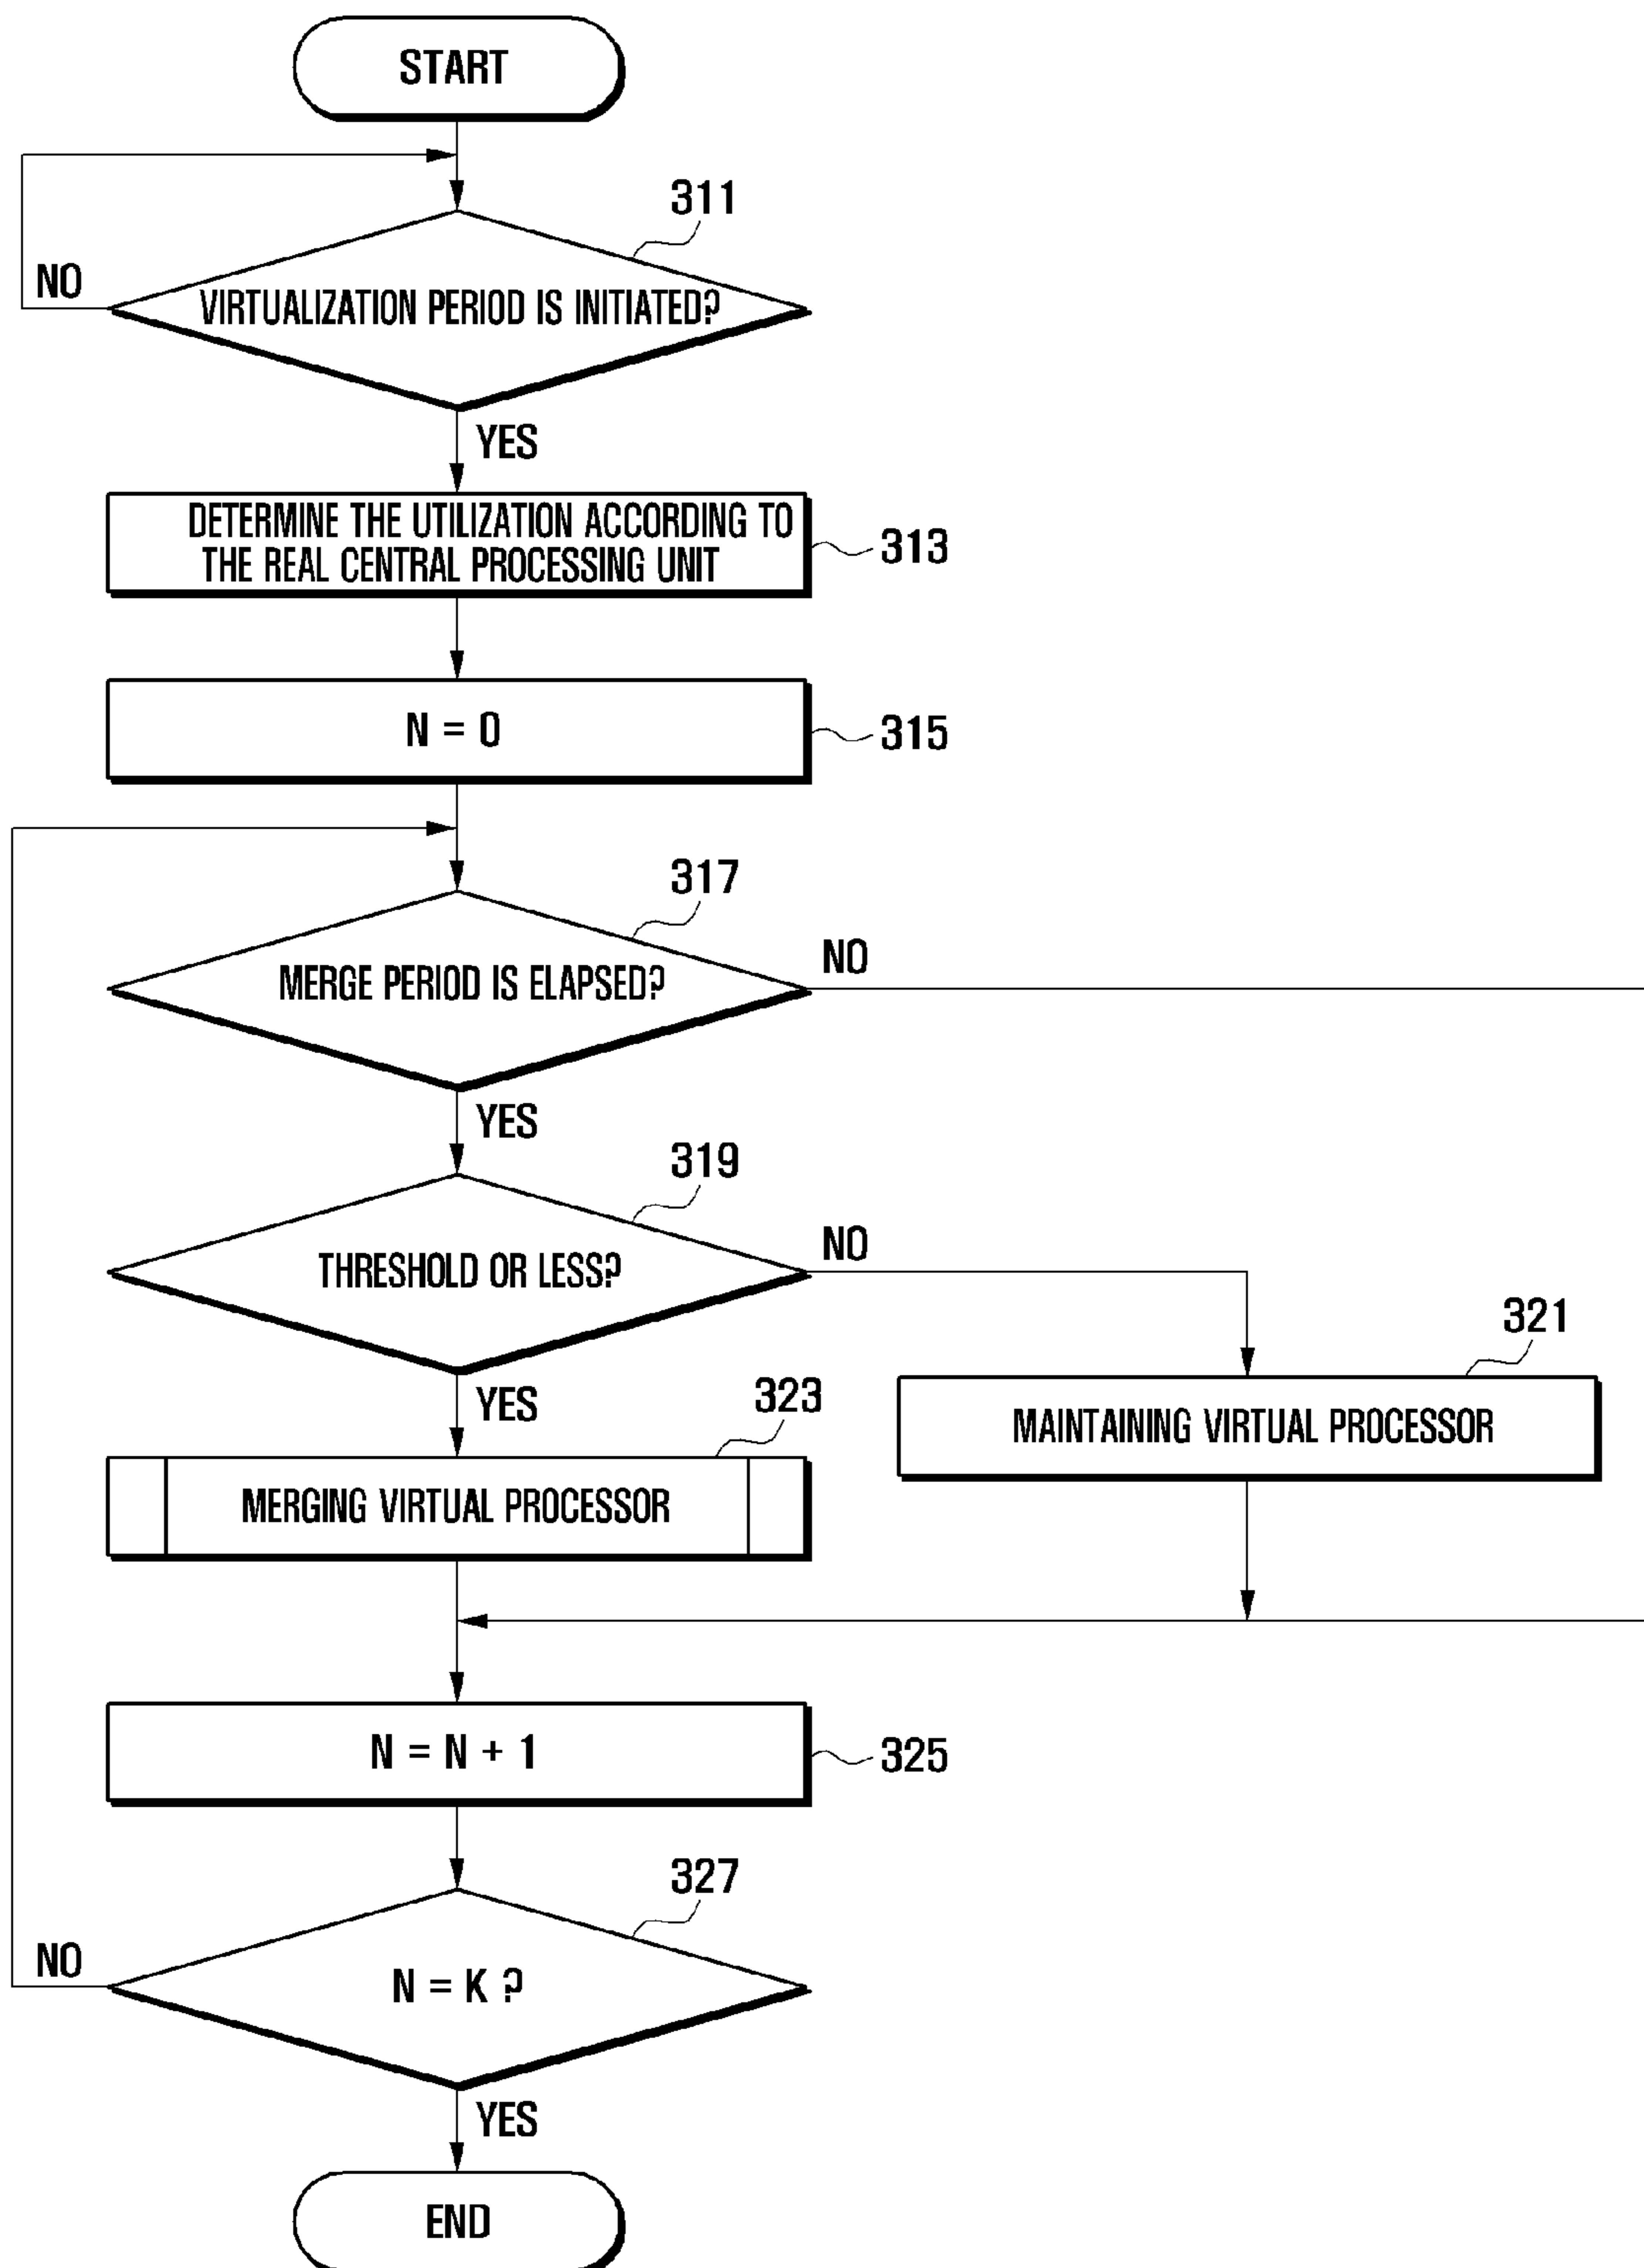 START
311
NO
VIRTUALIZATION PERIOD IS INITIATED?
YES
DETERMINE THE UTILIZATION ACCORDING TO
THE REAL CENTRAL PROCESSING UNIT
313
N = 0
315
317
NO
MERGE PERIOD IS ELAPSED?
YES
319
NO
THRESHOLD OR LESS?
321
YES
323
MAINTAINING VIRTUAL PROCESSOR
MERGING VIRTUAL PROCESSOR
N = N + 1
325
327
NO
N = K ?
YES
END